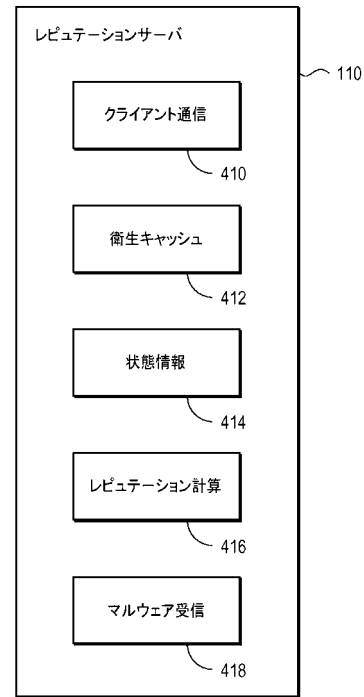 レピュテーションサーバ
110
クライアント通信
410
衛生キャッシュ
412
状態情報
414
レピュテーション計算
416
マルウェア受信
418